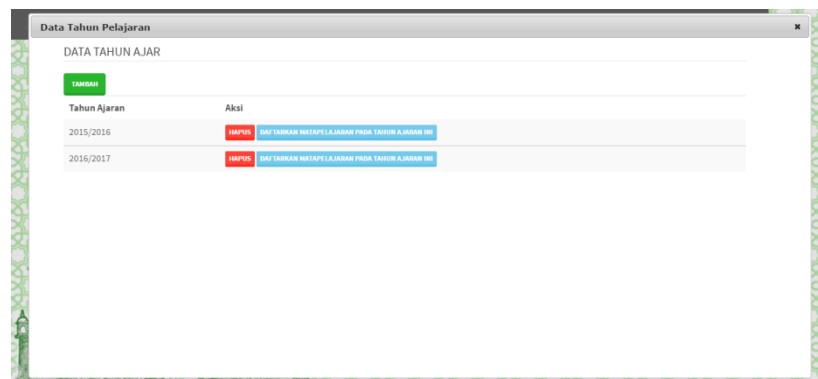 Data Tahun Pelajaran
DATA TAHUN AJAR
TAMBAH
Tahun Ajaran Aksi
2015/2016 HAPUS DAFTARKAN MATAPELAJARAN PADA TAHUN AJARAN INI
2016/2017 HAPUS DAFTARKAN MATAPELAJARAN PADA TAHUN AJARAN INI